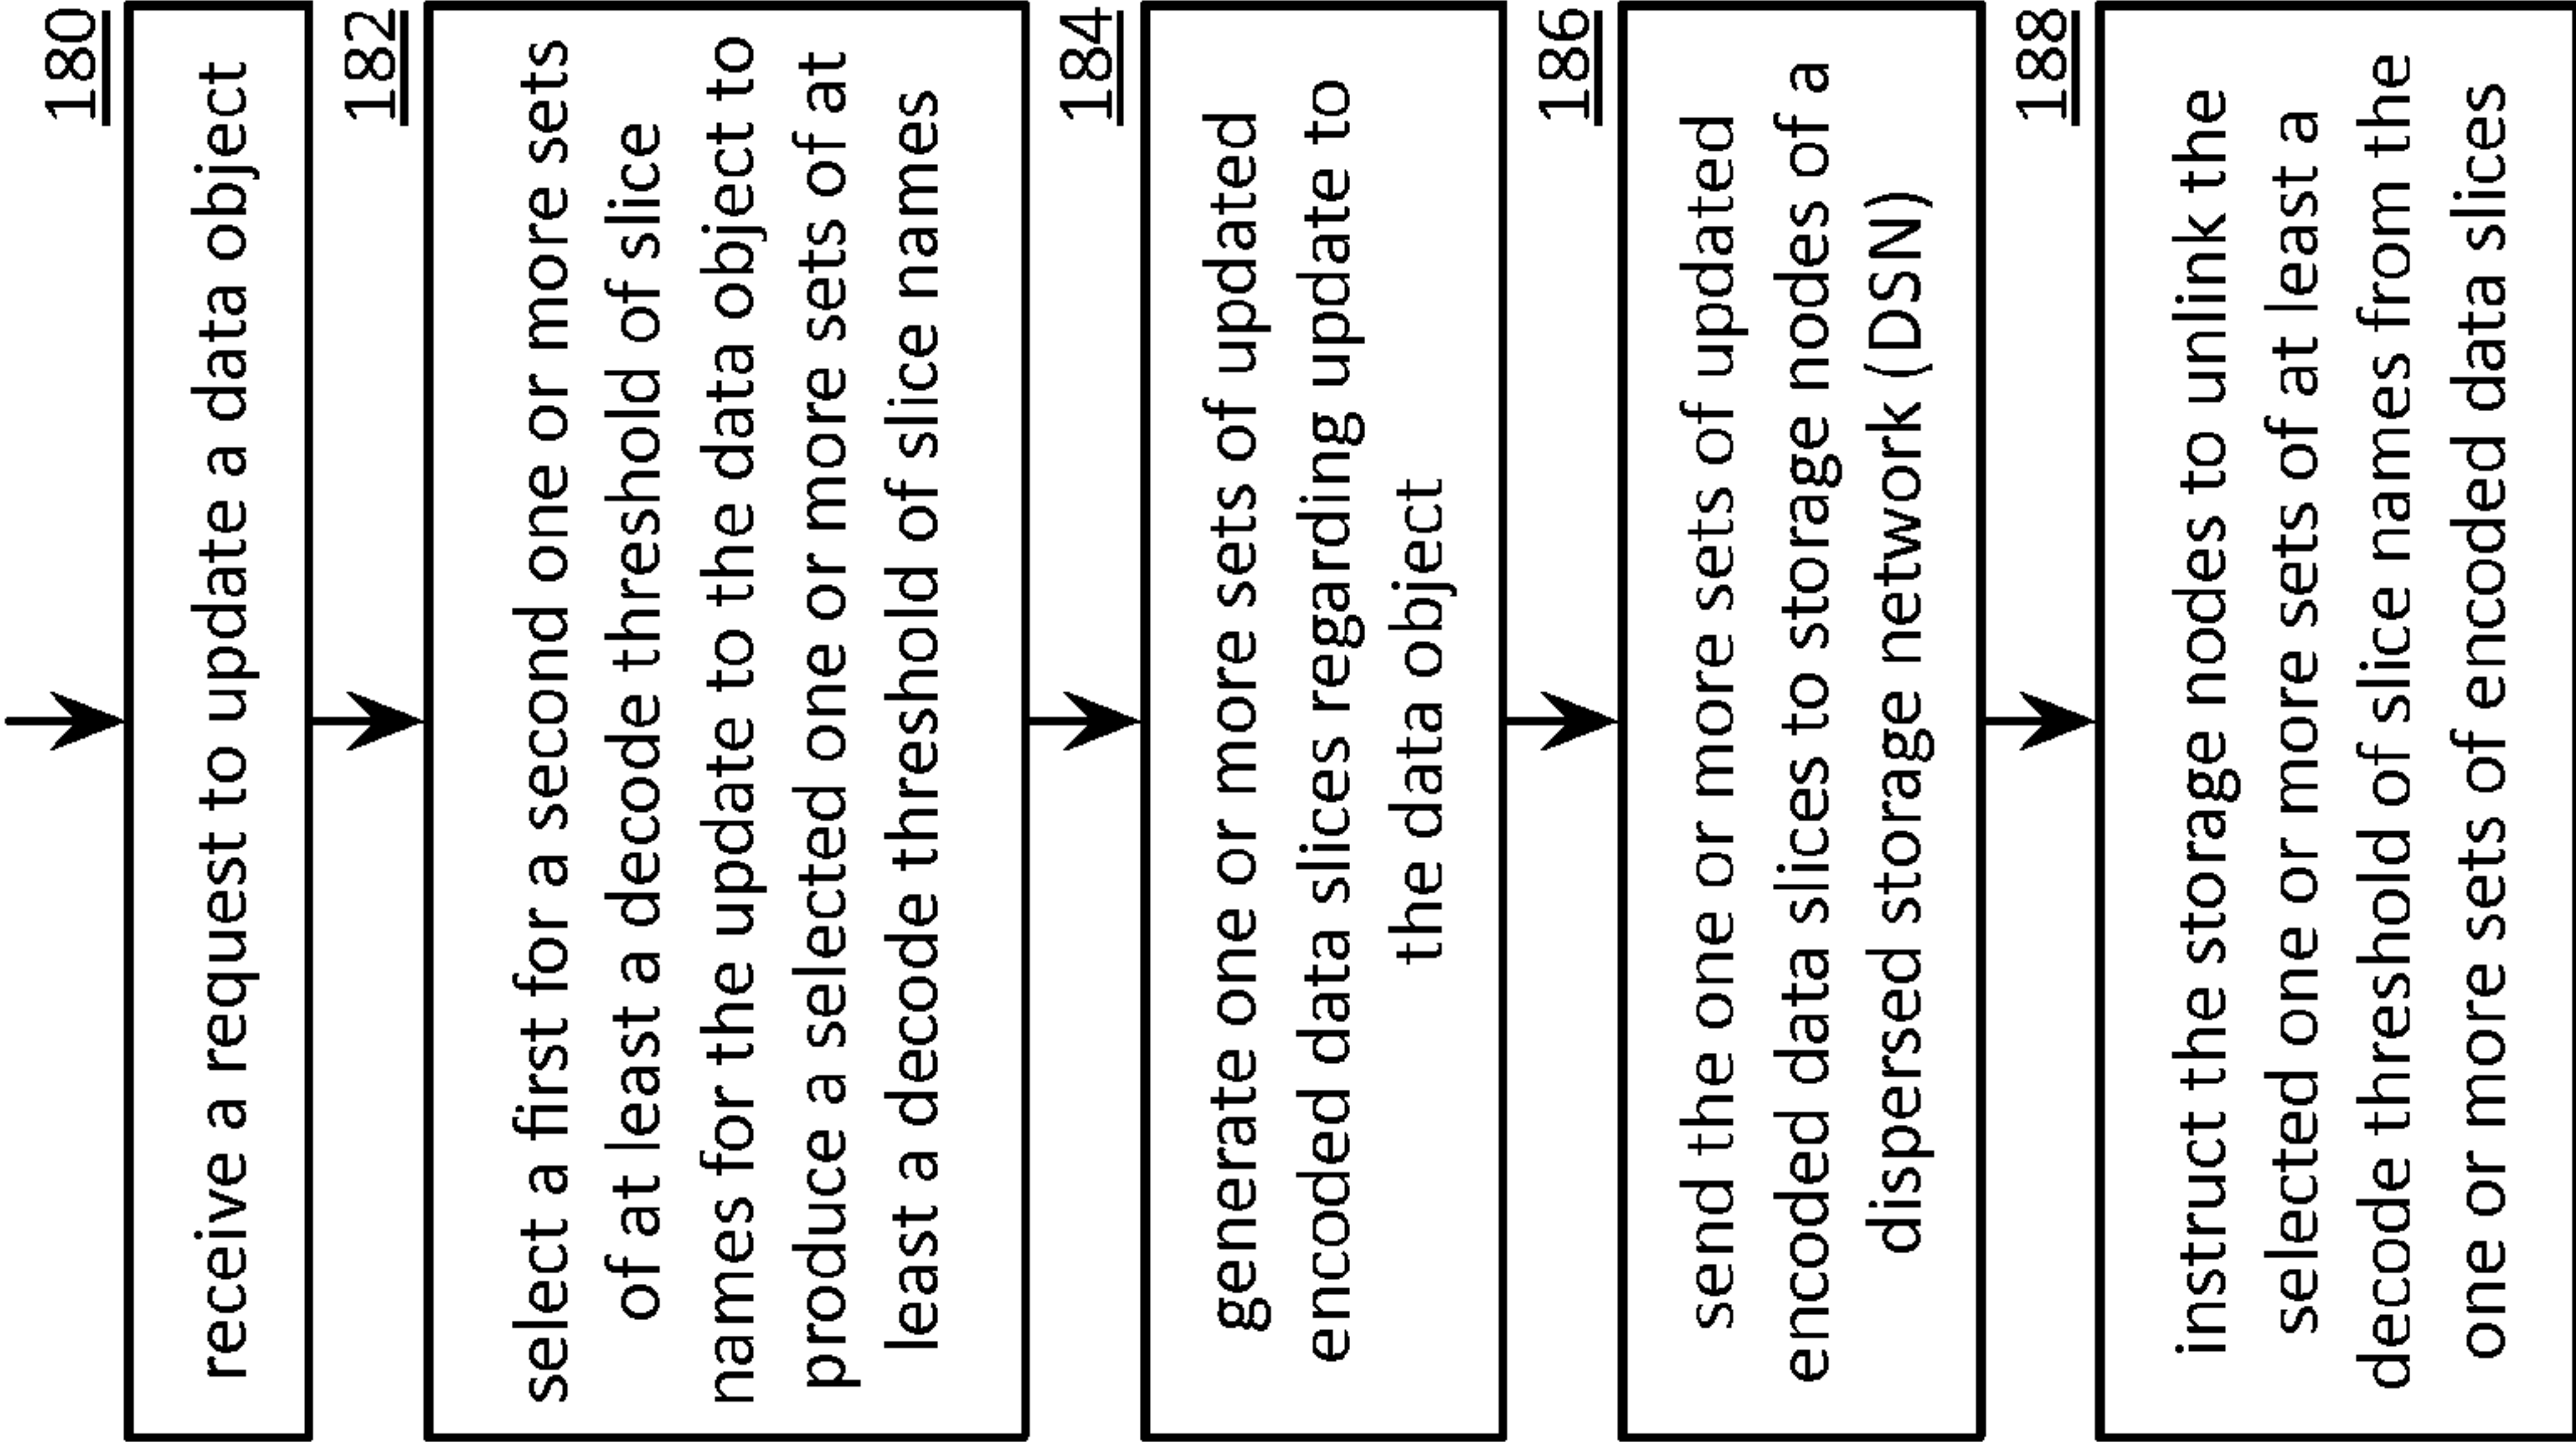 180
receive a request to update a data object
182
select a first for a second one or more sets
of at least a decode threshold of slice
names for the update to the data object to
produce a selected one or more sets of at
least a decode threshold of slice names
184
generate one or more sets of updated
encoded data slices regarding update to
the data object
186
send the one or more sets of updated
encoded data slices to storage nodes of a
dispersed storage network (DSN)
188
instruct the storage nodes to unlink the
selected one or more sets of at least a
decode threshold of slice names from the
one or more sets of encoded data slices